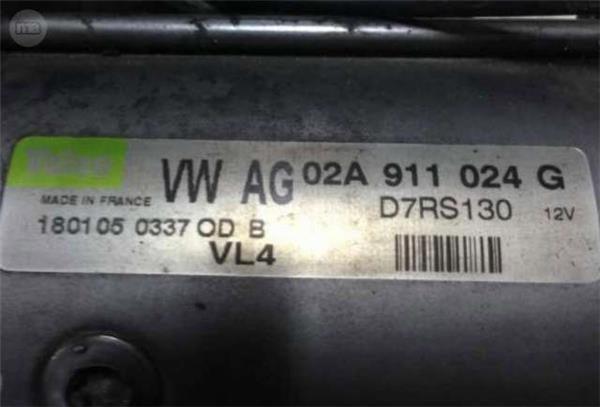 Valeo VW AG 02A 911 024 G
MADE IN FRANCE D7RS130 12V
180105 0337 OD B
VL4